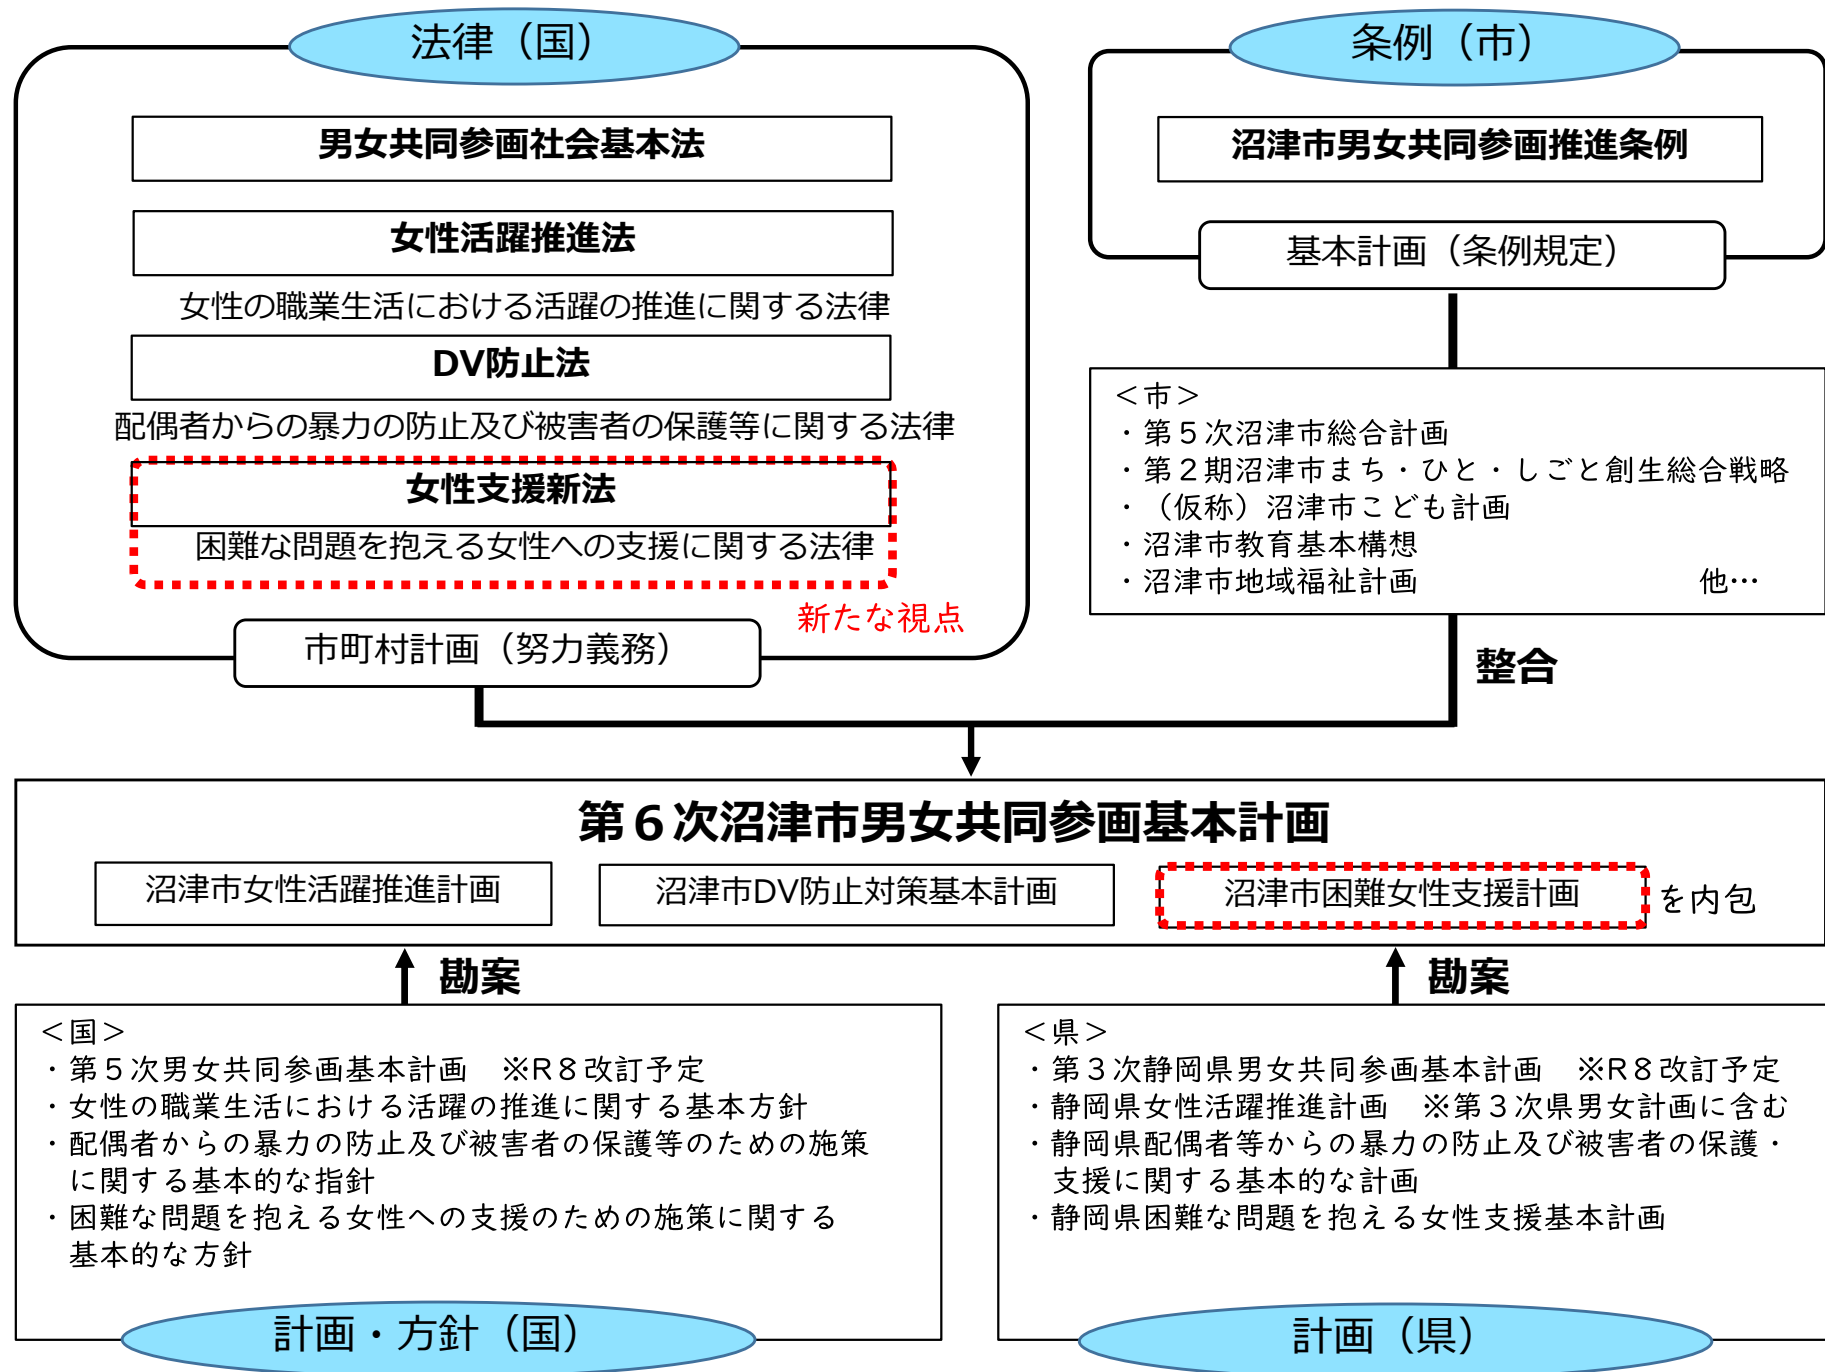 法律（国）
男女共同参画社会基本法
女性活躍推進法
女性の職業生活における活躍の推進に関する法律
DV防止法
配偶者からの暴力の防止及び被害者の保護等に関する法律
女性支援新法
困難な問題を抱える女性への支援に関する法律
新たな視点
市町村計画（努力義務）
条例（市）
沼津市男女共同参画推進条例
基本計画（条例規定）
＜市＞
・第５次沼津市総合計画
・第２期沼津市まち・ひと・しごと創生総合戦略
・（仮称）沼津市こども計画
・沼津市教育基本構想
・沼津市地域福祉計画　　　　　　　　　他…
整合
第６次沼津市男女共同参画基本計画
沼津市女性活躍推進計画
沼津市DV防止対策基本計画
沼津市困難女性支援計画
を内包
勘案
勘案
＜国＞
・第５次男女共同参画基本計画　※R８改訂予定
・女性の職業生活における活躍の推進に関する基本方針
・配偶者からの暴力の防止及び被害者の保護等のための施策
に関する基本的な指針
・困難な問題を抱える女性への支援のための施策に関する
基本的な方針
計画・方針（国）
＜県＞
・第３次静岡県男女共同参画基本計画　※R８改訂予定
・静岡県女性活躍推進計画　※第３次県男女計画に含む
・静岡県配偶者等からの暴力の防止及び被害者の保護・
支援に関する基本的な計画
・静岡県困難な問題を抱える女性支援基本計画
計画（県）